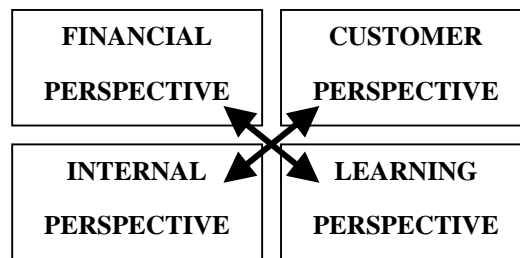 FINANCIAL
PERSPECTIVE
CUSTOMER
PERSPECTIVE
INTERNAL
PERSPECTIVE
LEARNING
PERSPECTIVE